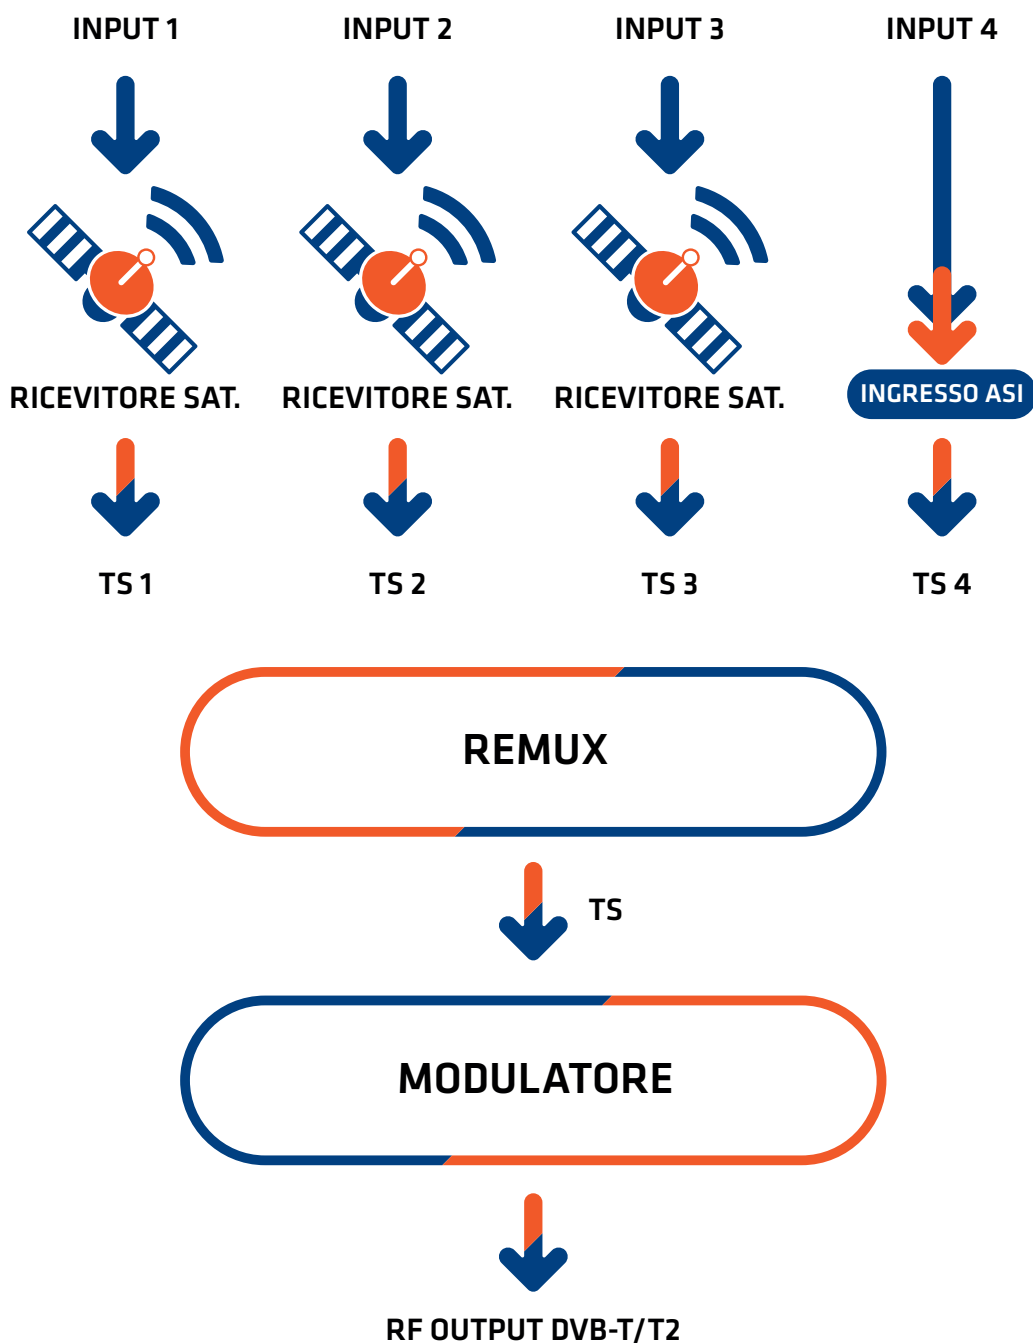 INPUT 1
INPUT 2
INPUT 3
INPUT 4
RICEVITORE SAT.
RICEVITORE SAT.
RICEVITORE SAT.
INGRESSO ASI
TS 1
TS 2
TS 3
TS 4
REMUX
TS
MODULATORE
RF OUTPUT DVB-T/T2